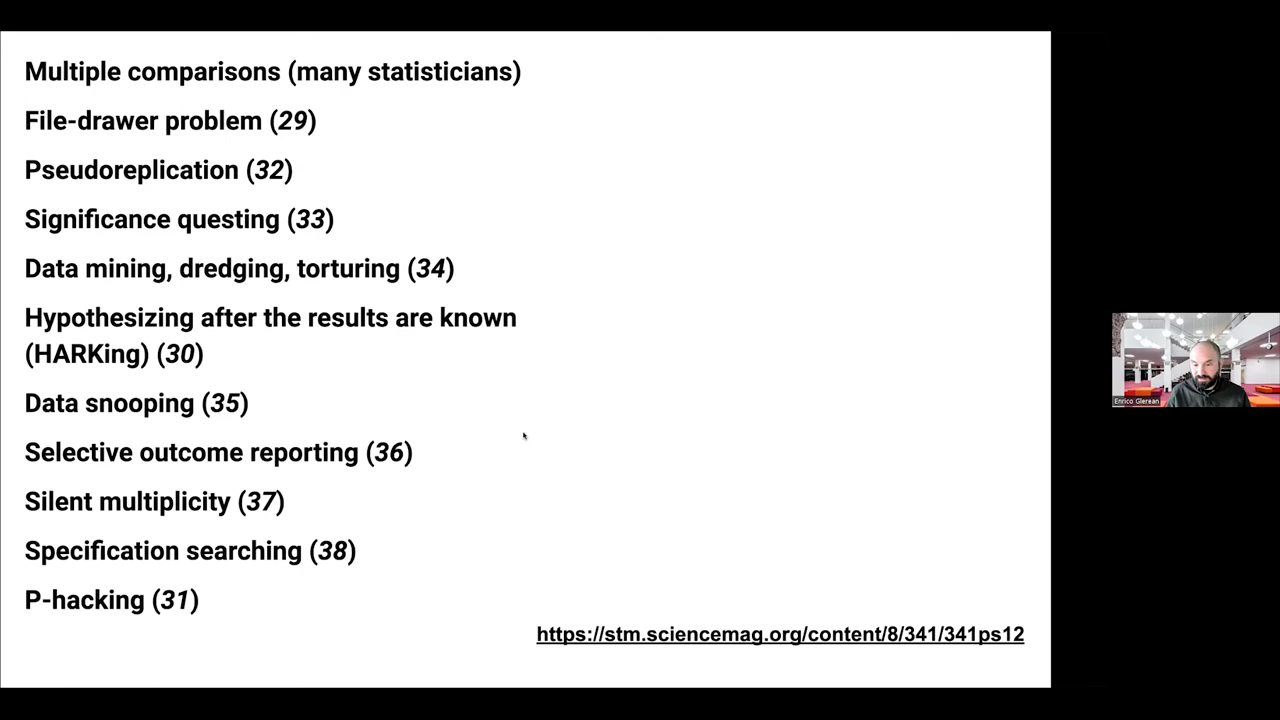 Multiple comparisons (many statisticians)
File-drawer problem (29)
Pseudoreplication (32)
Significance questing (33)
Data mining, dredging, torturing (34)
Hypothesizing after the results are known
(HARKing) (30)
Data snooping (35)
Selective outcome reporting (36)
Silent multiplicity (37)
Specification searching (38)
P-hacking (31)
https://stm.sciencemag.org/content/8/341/341ps12
Enrico Glerean